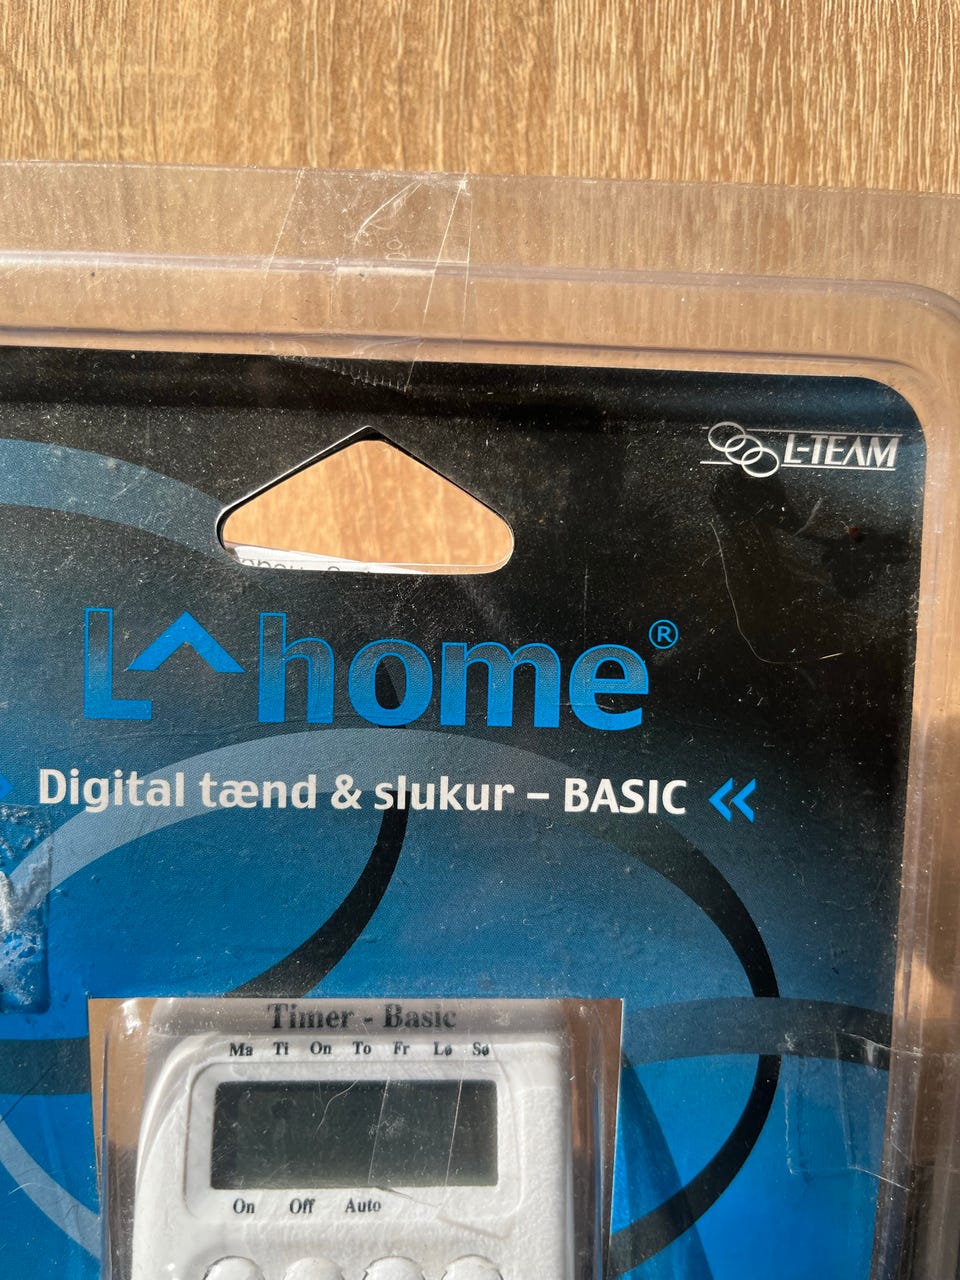 L-TEAM
L^home®
Digital tænd & slukur – BASIC
Timer - Basic
Ma Ti On To Fr Lø Sø
On Off Auto